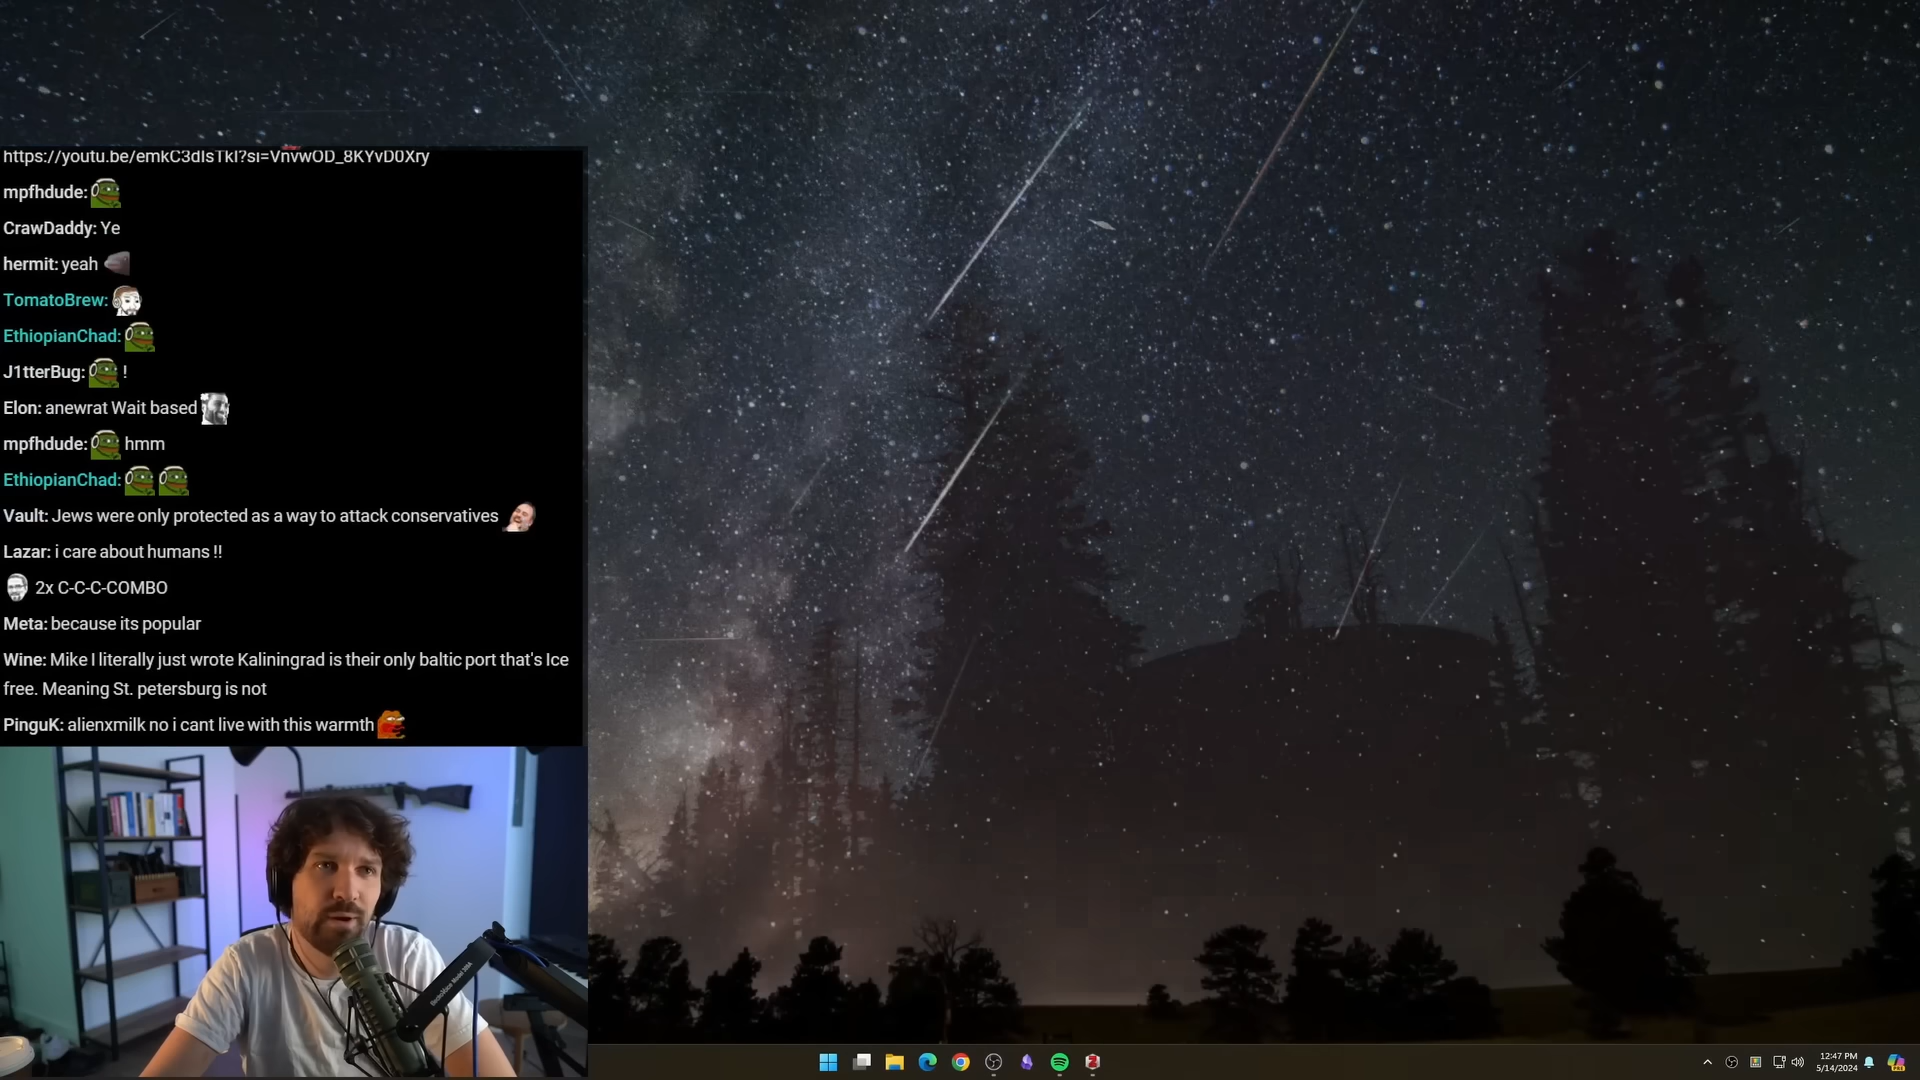 https://youtu.be/emkC3dIsTkI?si=VnvwOD_8KYvD0Xry
mpfhdude:
CrawDaddy: Ye
hermit: yeah
TomatoBrew:
EthiopianChad:
J1tterBug: !
Elon: anewrat Wait based
mpfhdude: hmm
EthiopianChad:
Vault: Jews were only protected as a way to attack conservatives
Lazar: i care about humans !!
2x C-C-C-COMBO
Meta: because its popular
Wine: Mike I literally just wrote Kaliningrad is their only baltic port that's Ice
free. Meaning St. petersburg is not
PinguK: alienxmilk no i cant live with this warmth
12:47 PM
5/14/2024